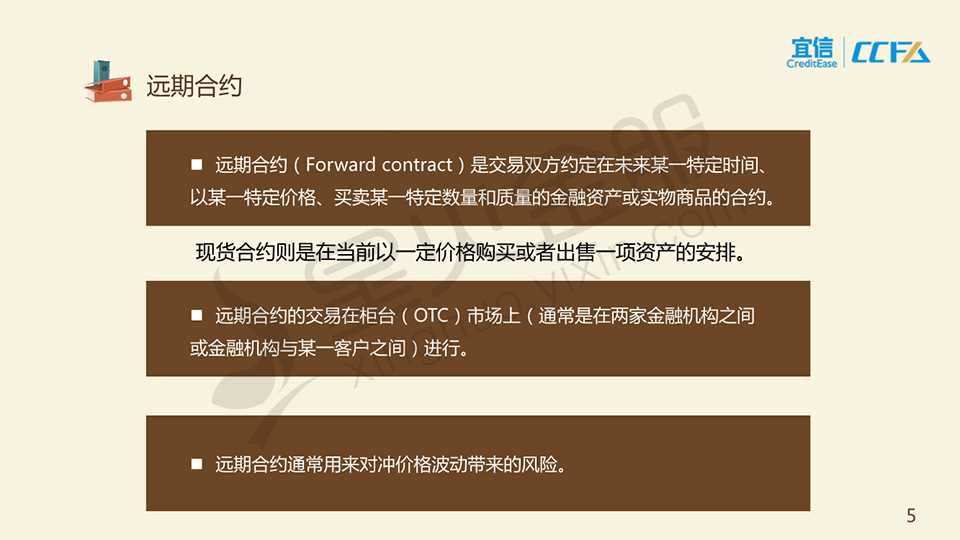 宜信
CreditEase
CCFA
远期合约
■ 远期合约（Forward contract）是交易双方约定在未来某一特定时间、
以某一特定价格、买卖某一特定数量和质量的金融资产或实物商品的合约。
现货合约则是在当前以一定价格购买或者出售一项资产的安排。
■ 远期合约的交易在柜台（OTC）市场上（通常是在两家金融机构之间
或金融机构与某一客户之间）进行。
■ 远期合约通常用来对冲价格波动带来的风险。
5